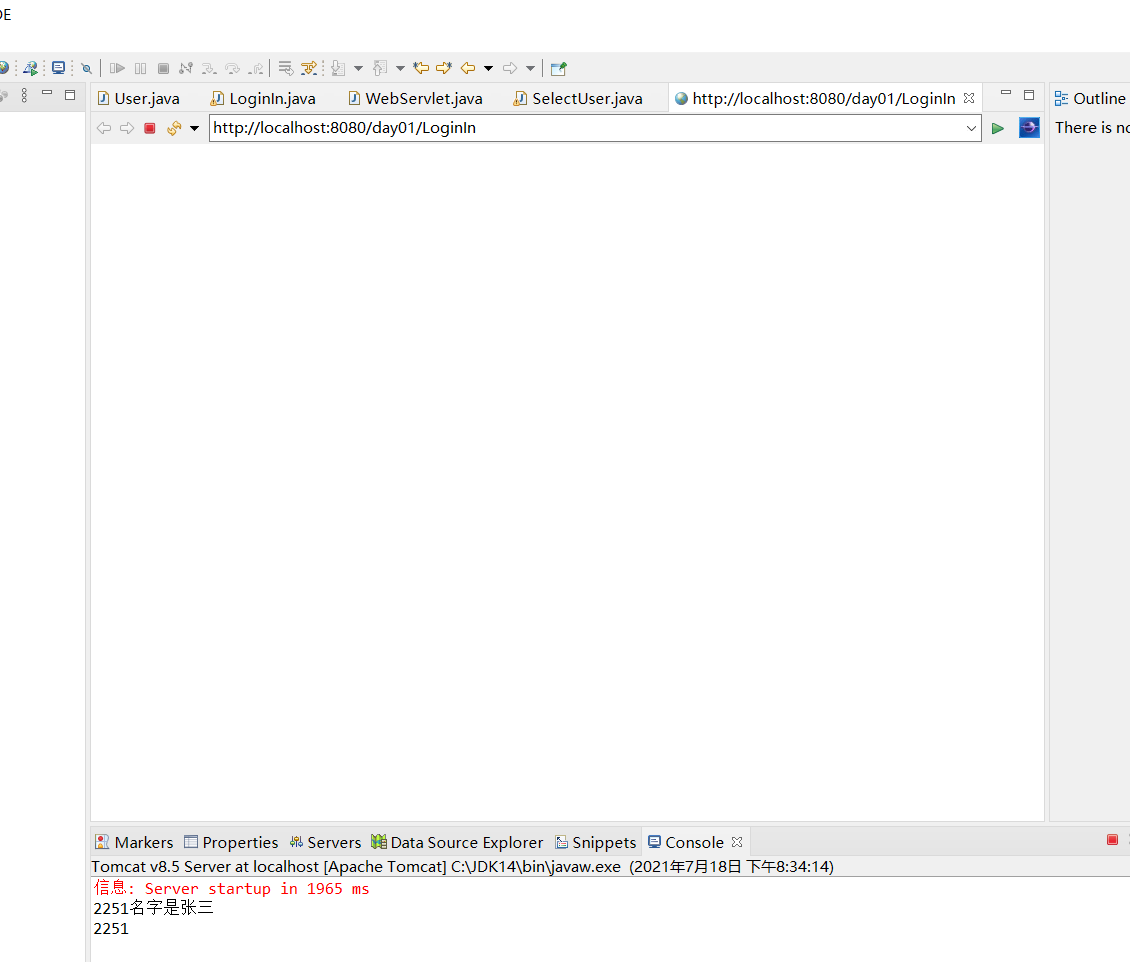 User.java LoginIn.java WebServlet.java SelectUser.java http://localhost:8080/day01/LoginIn Outline
http://localhost:8080/day01/LoginIn There is
Markers Properties Servers Data Source Explorer Snippets Console
Tomcat v8.5 Server at localhost [Apache Tomcat] C:\JDK14\bin\javaw.exe (2021年7月18日 下午8:34:14)
信息: Server startup in 1965 ms
2251名字是张三
2251